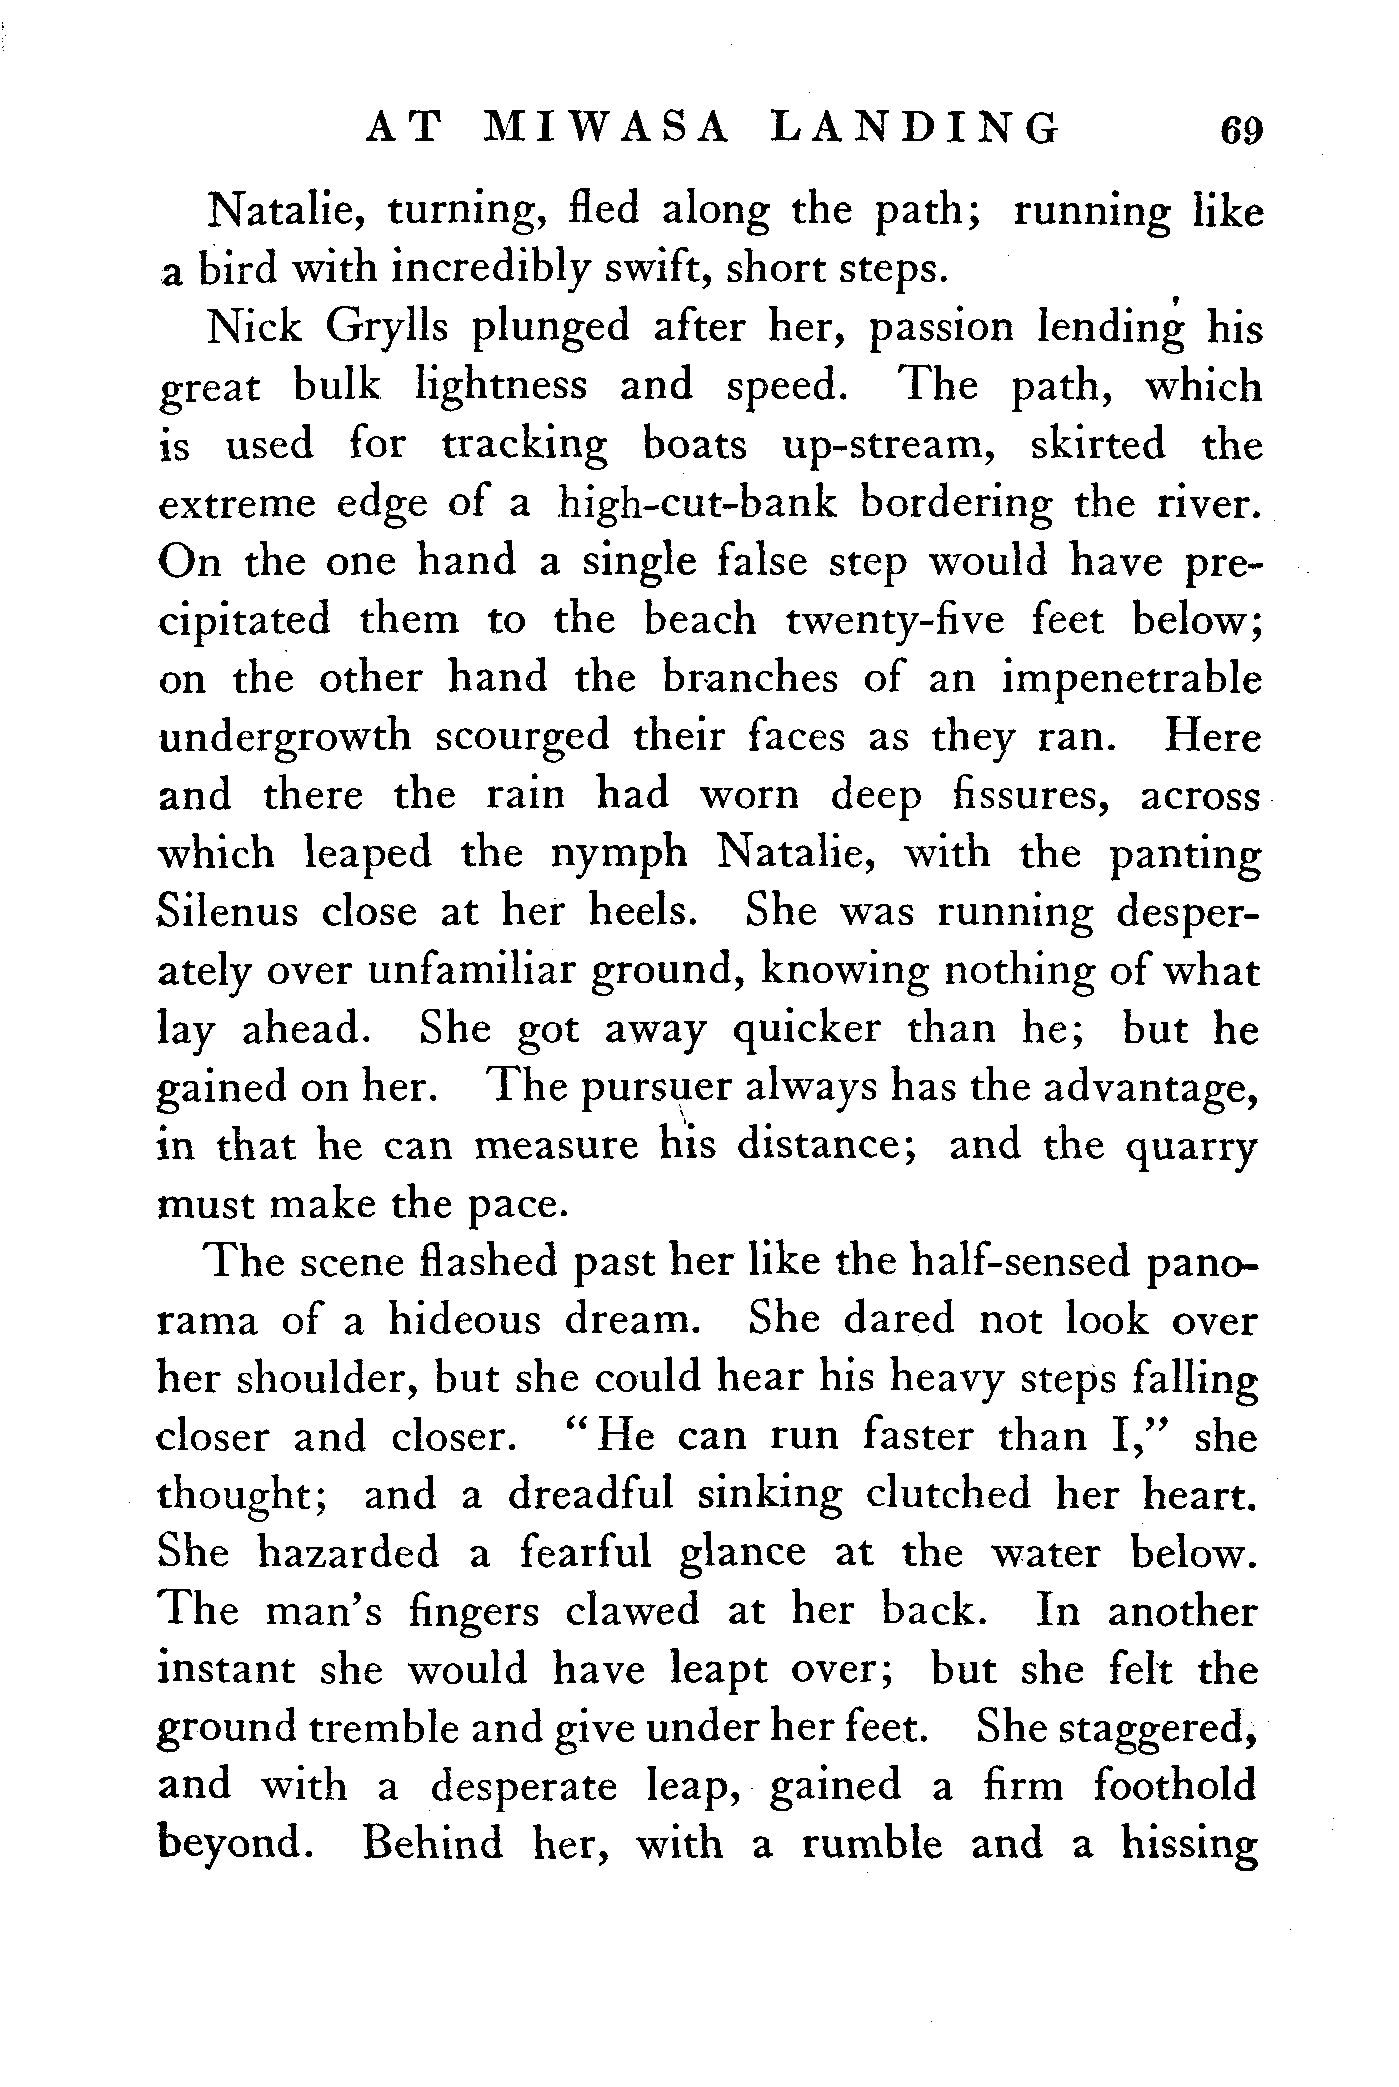 AT MIWASA LANDING 69
Natalie, turning, fled along the path; running like
a bird with incredibly swift, short steps.
Nick Grylls plunged after her, passion lending his
great bulk lightness and speed. The path, which
is used for tracking boats up-stream, skirted the
extreme edge of a high-cut-bank bordering the river.
On the one hand a single false step would have pre-
cipitated them to the beach twenty-five feet below;
on the other hand the branches of an impenetrable
undergrowth scourged their faces as they ran. Here
and there the rain had worn deep fissures, across
which leaped the nymph Natalie, with the panting
Silenus close at her heels. She was running desper-
ately over unfamiliar ground, knowing nothing of what
lay ahead. She got away quicker than he; but he
gained on her. The pursuer always has the advantage,
in that he can measure his distance; and the quarry
must make the pace.
The scene flashed past her like the half-sensed pano-
rama of a hideous dream. She dared not look over
her shoulder, but she could hear his heavy steps falling
closer and closer. "He can run faster than I," she
thought; and a dreadful sinking clutched her heart.
She hazarded a fearful glance at the water below.
The man's fingers clawed at her back. In another
instant she would have leapt over; but she felt the
ground tremble and give under her feet. She staggered,
and with a desperate leap, gained a firm foothold
beyond. Behind her, with a rumble and a hissing